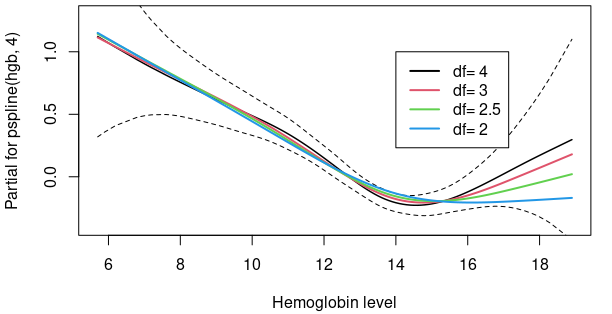 Partial for pspline(hgb, 4)
1.0
0.5
0.0
df= 4
df= 3
df= 2.5
df= 2
6 8 10 12 14 16 18
Hemoglobin level